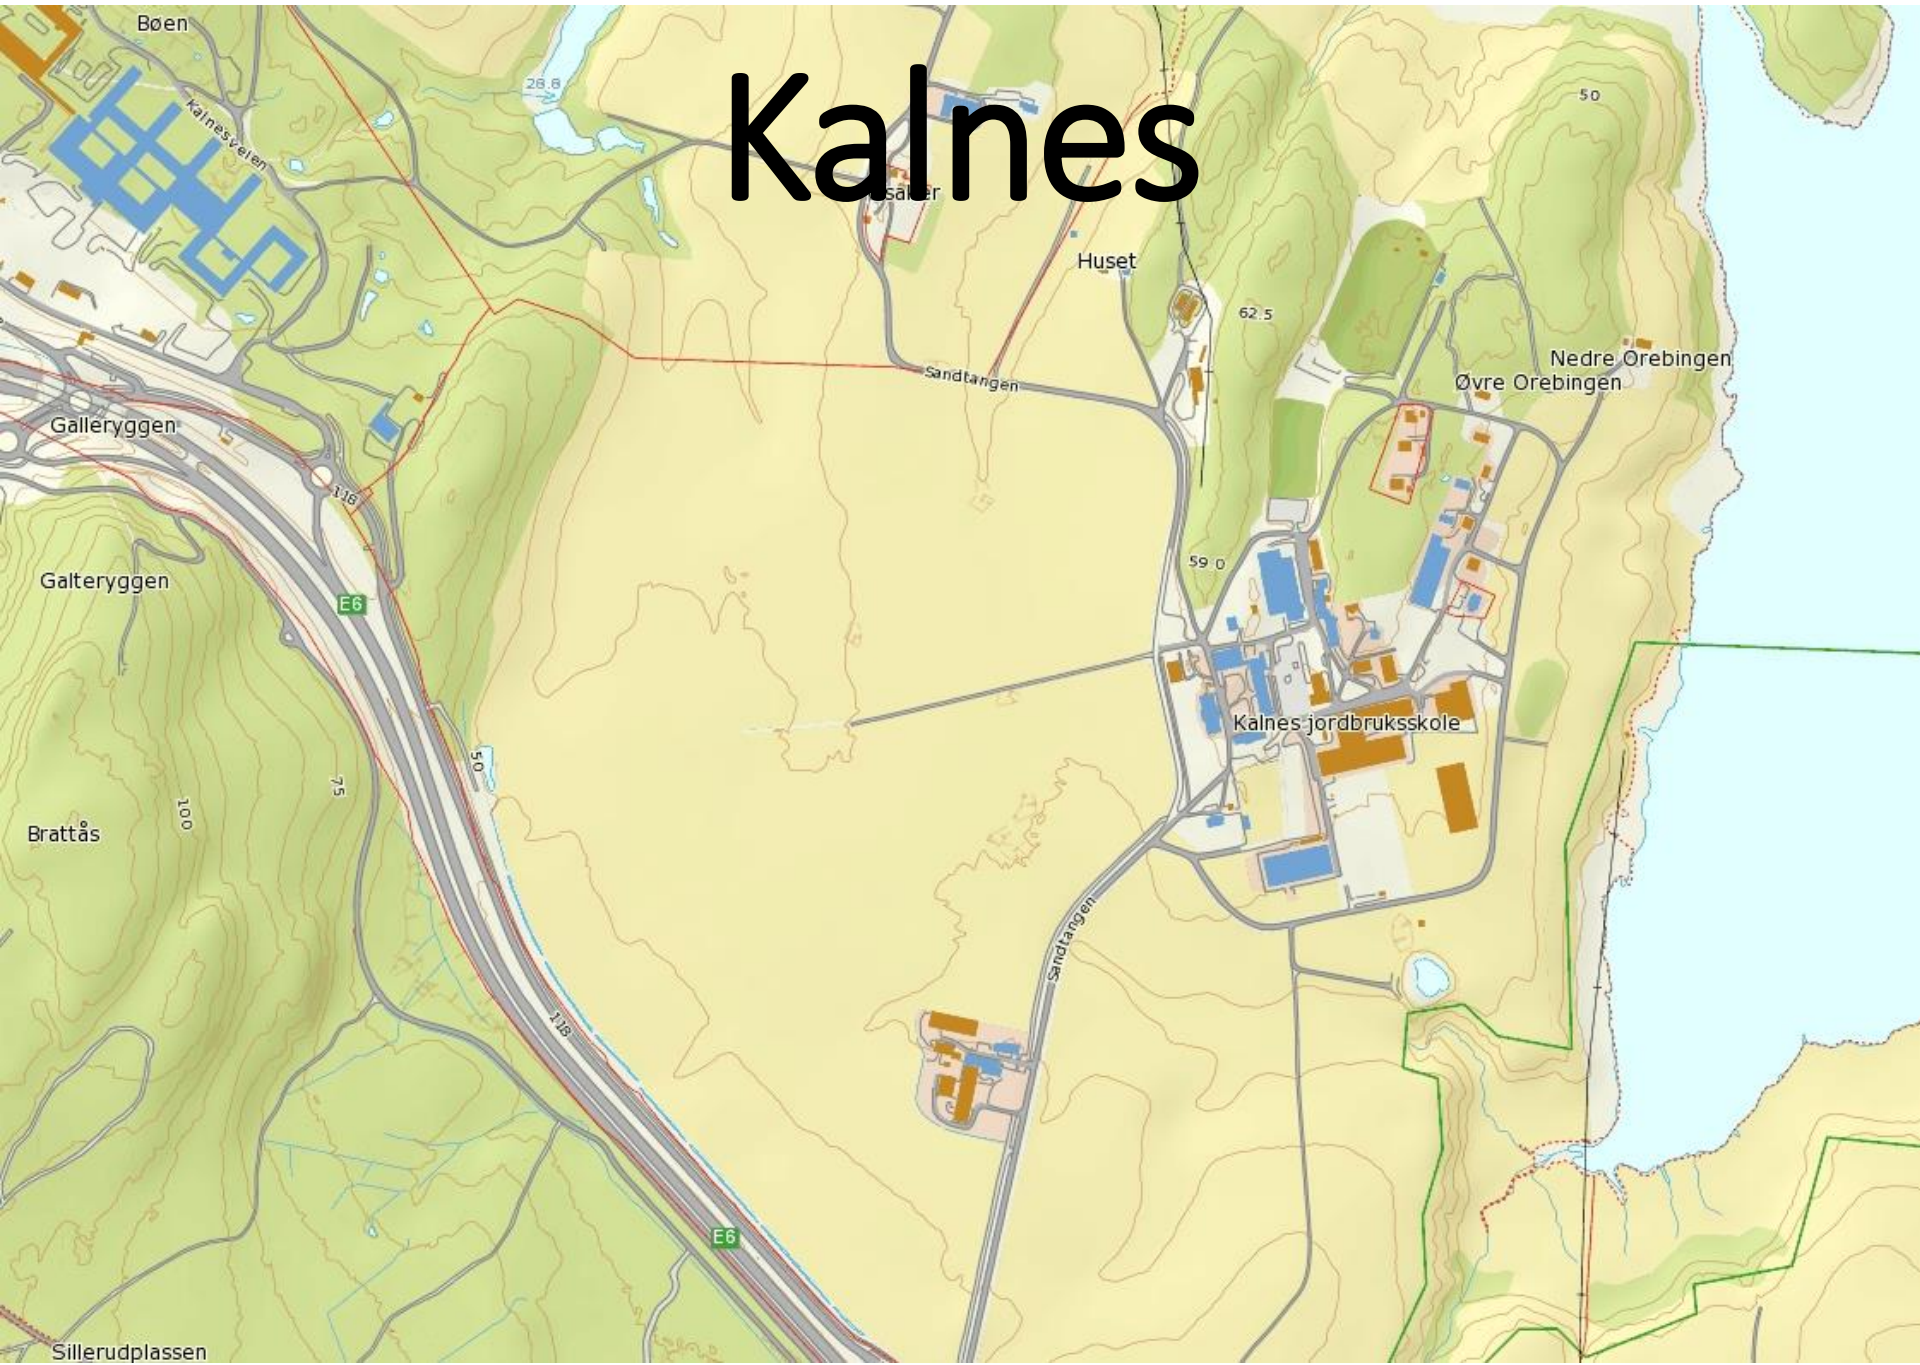 Kalnes
Bøen
28.8
50
Kalnesveien
Huset
62.5
Sandtangen
Nedre Orebingen
Øvre Orebingen
Galleryggen
118
59 0
Galteryggen
E6
Kalnes jordbruksskole
50
75
100
Brattås
Sandtangen
118
E6
Sillerudplassen